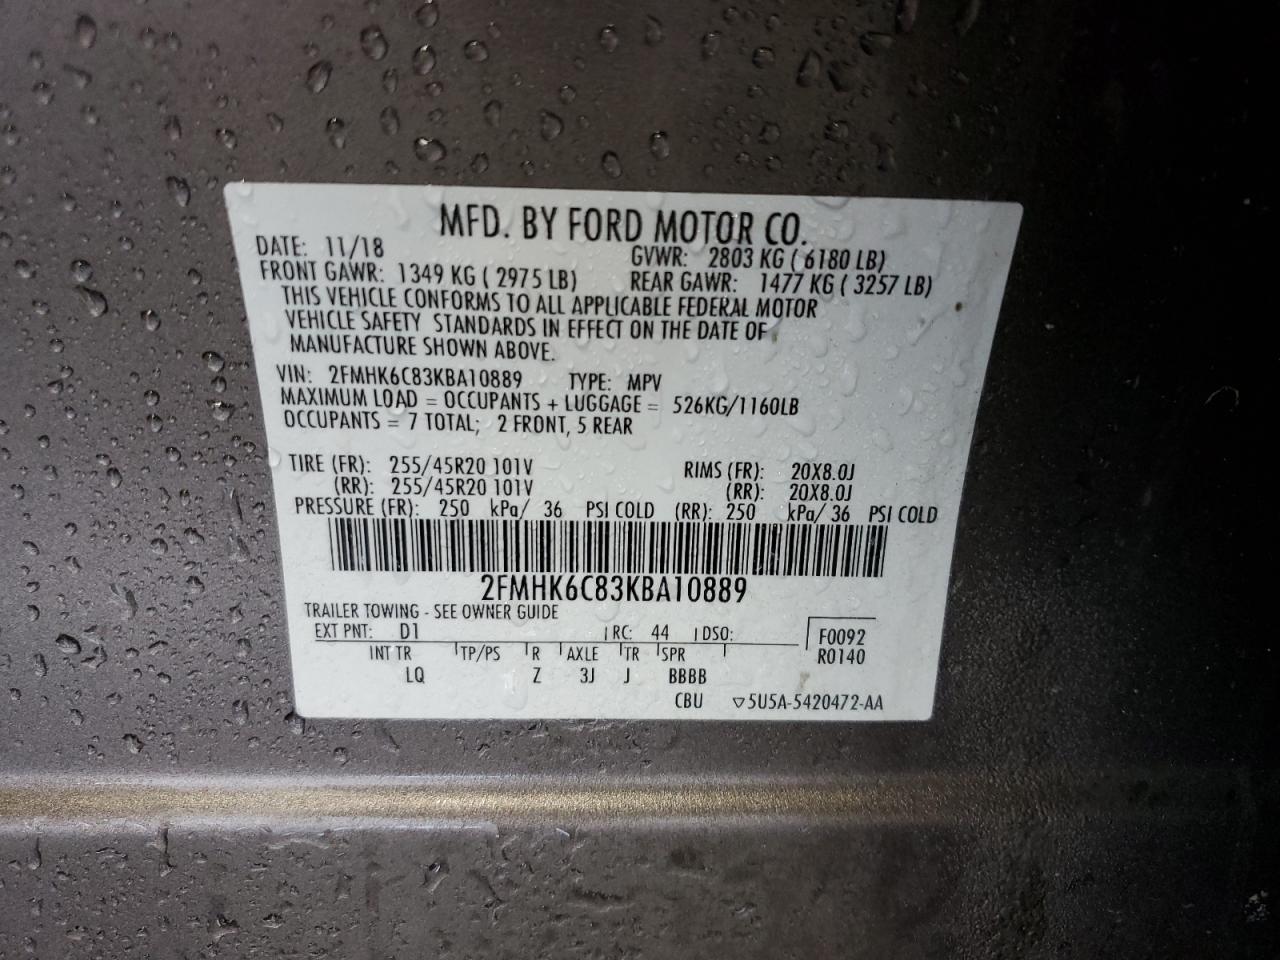 MFD. BY FORD MOTOR CO.
DATE: 11/18 GVWR: 2803 KG ( 6180 LB)
FRONT GAWR: 1349 KG ( 2975 LB) REAR GAWR: 1477 KG ( 3257 LB)
THIS VEHICLE CONFORMS TO ALL APPLICABLE FEDERAL MOTOR
VEHICLE SAFETY STANDARDS IN EFFECT ON THE DATE OF
MANUFACTURE SHOWN ABOVE.
VIN: 2FMHK6C83KBA10889 TYPE: MPV
MAXIMUM LOAD = OCCUPANTS + LUGGAGE = 526KG/1160LB
OCCUPANTS = 7 TOTAL; 2 FRONT, 5 REAR
TIRE (FR): 255/45R20 101V RIMS (FR): 20X8.0J
(RR): 255/45R20 101V (RR): 20X8.0J
PRESSURE (FR): 250 kPa/ 36 PSI COLD (RR): 250 kPa/ 36 PSI COLD
2FMHK6C83KBA10889
TRAILER TOWING - SEE OWNER GUIDE
EXT PNT: D1 RC: 44 DSO: F0092
INT TR TP/PS R AXLE TR SPR R0140
LQ Z 3J J BBBB
CBU ▽5U5A-5420472-AA